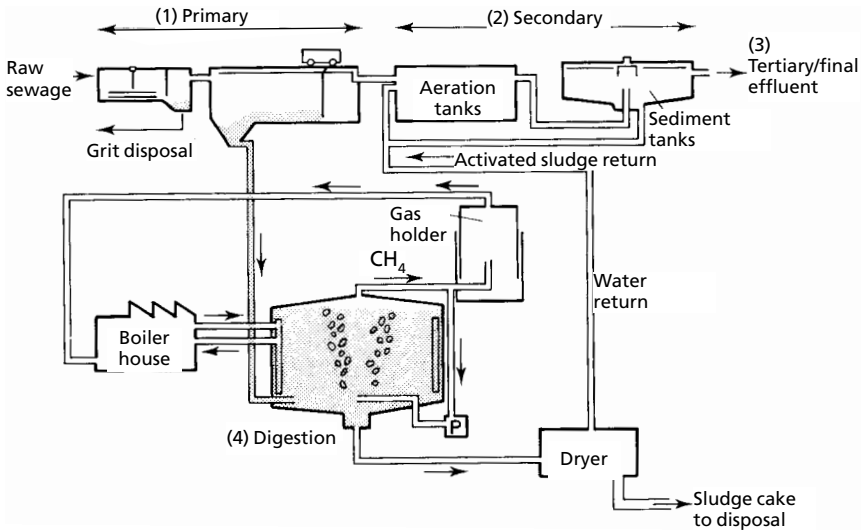 (1) Primary
(2) Secondary
(3)
Tertiary/final
effluent
Raw
sewage
Aeration
tanks
Sediment
tanks
Grit disposal
Activated sludge return
Gas
holder
CH₄
Water
return
Boiler
house
(4) Digestion
P
Dryer
Sludge cake
to disposal